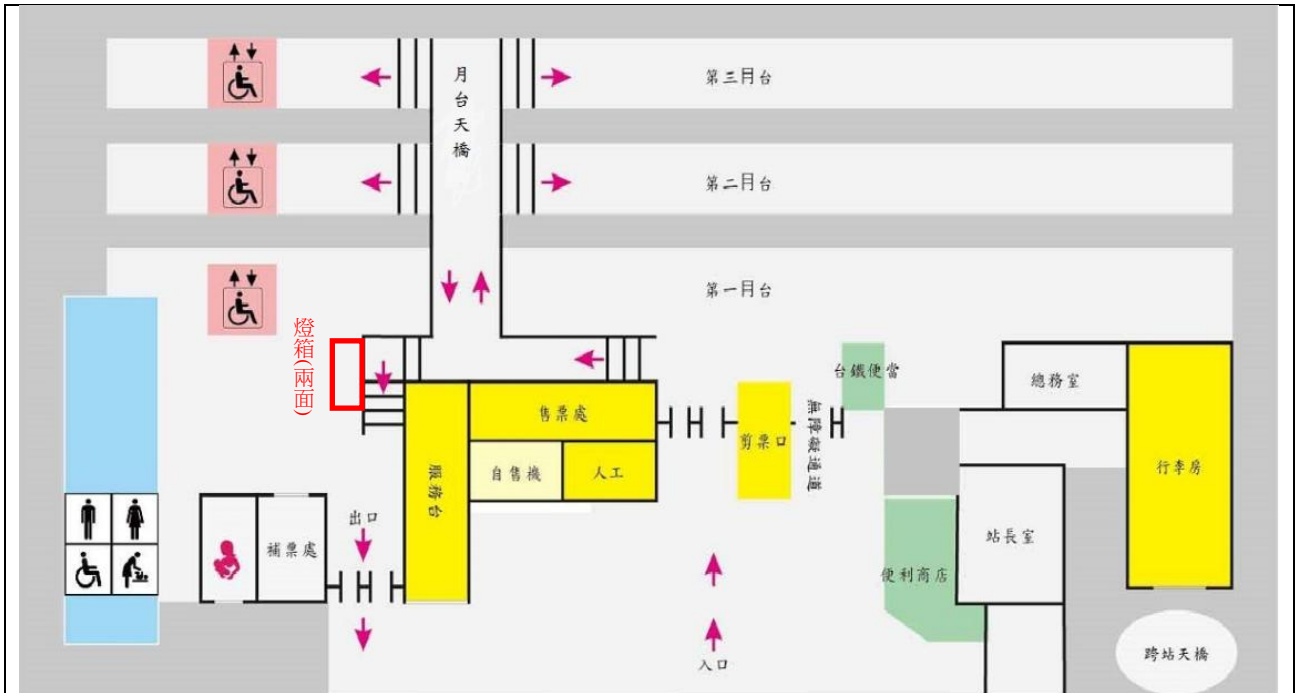 月台天橋
第三月台
第二月台
第一月台
燈箱(兩面)
台鐵便當
總務室
售票處
剪票口
無障礙通道
自售機
人工
服務台
行李房
出口
補票處
站長室
便利商店
入口
跨站天橋